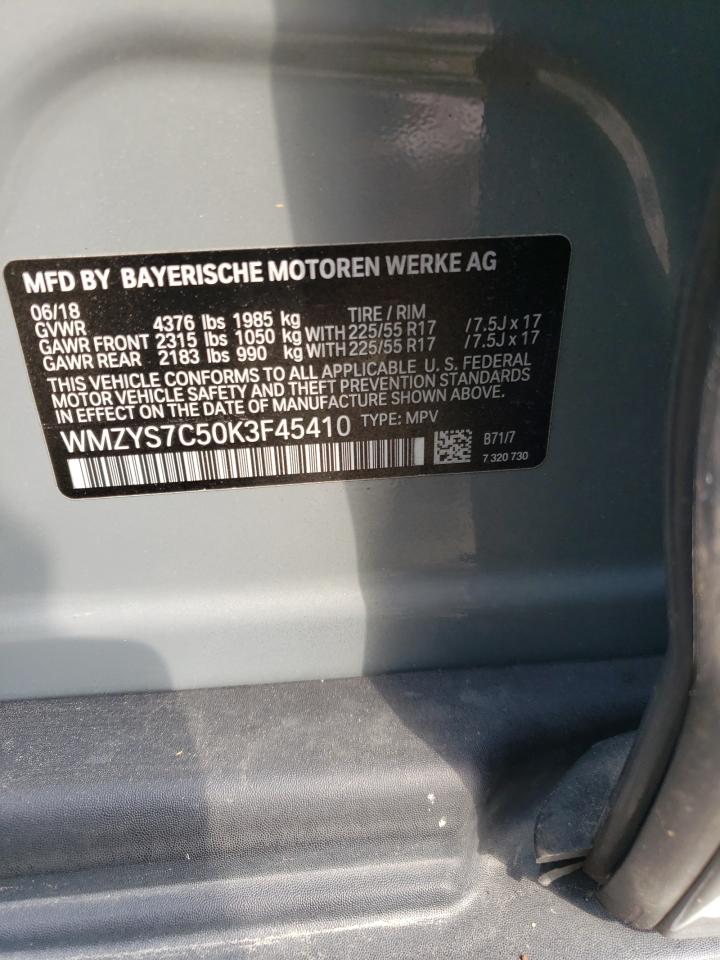 MFD BY BAYERISCHE MOTOREN WERKE AG
06/18 TIRE / RIM
GVWR 4376 lbs 1985 kg
GAWR FRONT 2315 lbs 1050 kg WITH 225/55 R17 /7.5J x 17
GAWR REAR 2183 lbs 990 kg WITH 225/55 R17 /7.5J x 17
THIS VEHICLE CONFORMS TO ALL APPLICABLE U. S. FEDERAL
MOTOR VEHICLE SAFETY AND THEFT PREVENTION STANDARDS
IN EFFECT ON THE DATE OF MANUFACTURE SHOWN ABOVE.
WMZYS7C50K3F45410 TYPE: MPV
B71/7
7 320 730